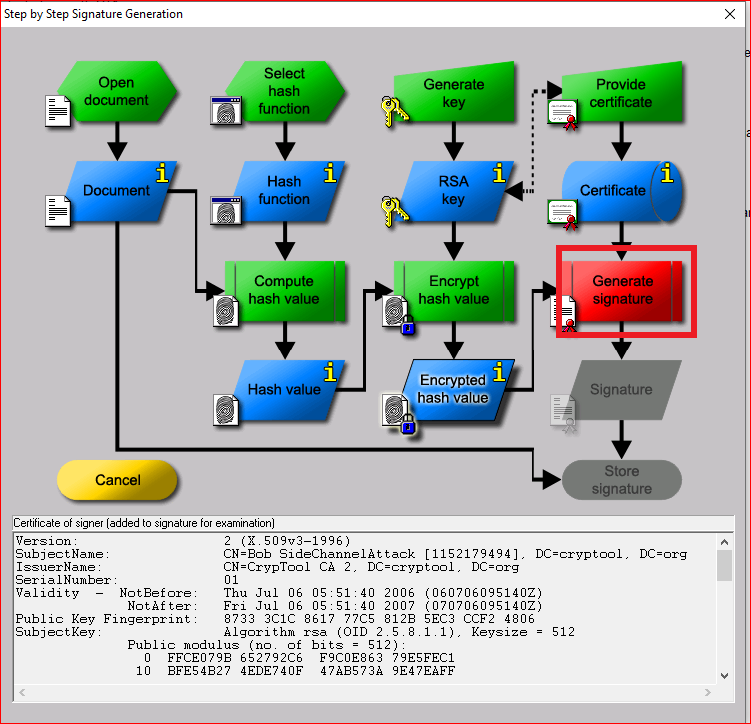 Step by Step Signature Generation
Open
document
Select
hash
function
Generate
key
Provide
certificate
Document
Hash
function
RSA
key
Certificate
Compute
hash value
Encrypt
hash value
Generate
signature
Hash value
Encrypted
hash value
Signature
Cancel
Store
signature
Certificate of signer (added to signature for examination)
Version: 2 (X.509v3-1996)
SubjectName: CN=Bob SideChannelAttack [1152179494], DC=cryptool, DC=org
IssuerName: CN=CrypTool CA 2, DC=cryptool, DC=org
SerialNumber: 01
Validity - NotBefore: Thu Jul 06 05:51:40 2006 (060706095140Z)
NotAfter: Fri Jul 06 05:51:40 2007 (070706095140Z)
Public Key Fingerprint: 8733 3C1C 8617 77C5 812B 5EC3 CCF2 4806
SubjectKey: Algorithm rsa (OID 2.5.8.1.1), Keysize = 512
Public modulus (no. of bits = 512):
0 FFCE079B 652792C6 F9C0E863 79E5FEC1
10 BFE54B27 4EDE740F 47AB573A 9E47EAFF